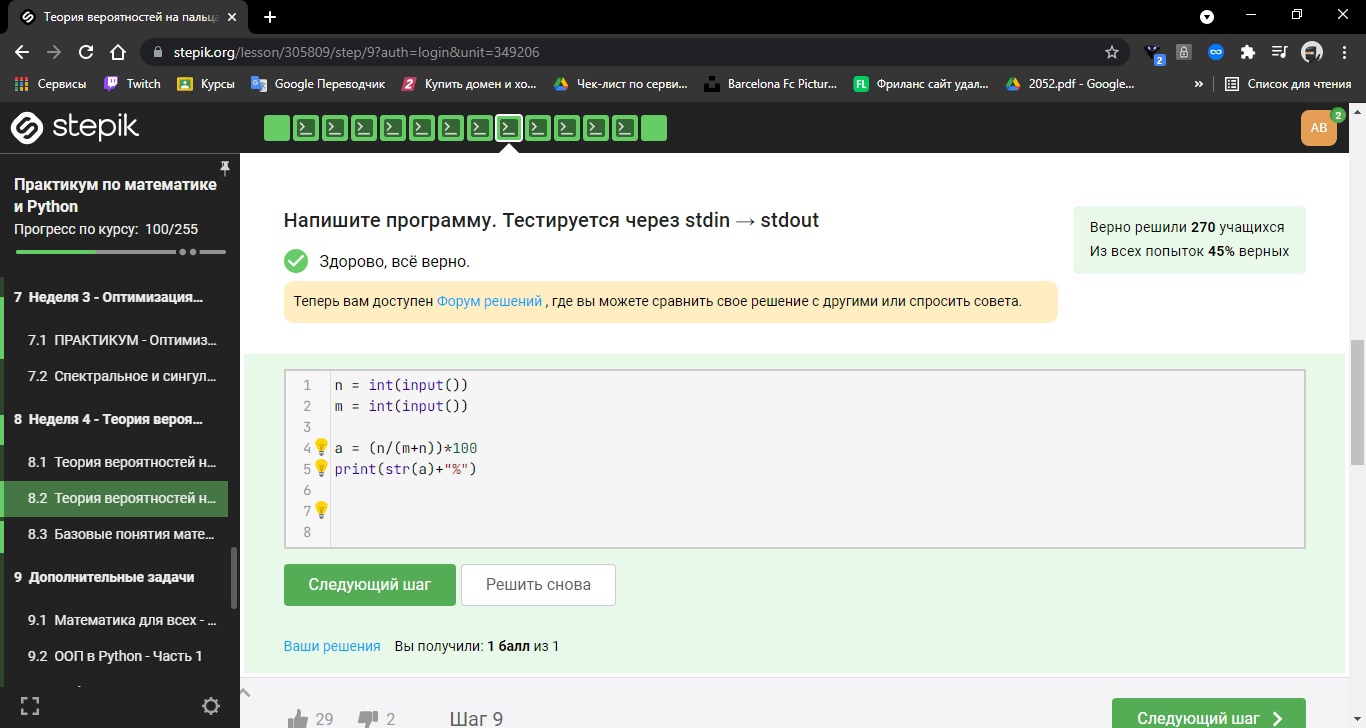 Теория вероятностей на пальца
stepik.org/lesson/305809/step/9?auth=login&unit=349206
2
Сервисы Twitch Курсы Google Переводчик Купить домен и хо... Чек-лист по серви... Barcelona Fc Pictur... Фриланс сайт удал... 2052.pdf - Google... » Список для чтения
stepik
AB 2
Практикум по математике
и Python
Прогресс по курсу: 100/255
7 Неделя 3 - Оптимизация...
7.1 ПРАКТИКУМ - Оптимиз...
7.2 Спектральное и сингул...
8 Неделя 4 - Теория вероя...
8.1 Теория вероятностей н...
8.2 Теория вероятностей н...
8.3 Базовые понятия мате...
9 Дополнительные задачи
9.1 Математика для всех - ...
9.2 ООП в Python - Часть 1
Напишите программу. Тестируется через stdin → stdout
Здорово, всё верно.
Теперь вам доступен Форум решений , где вы можете сравнить свое решение с другими или спросить совета.
Верно решили 270 учащихся
Из всех попыток 45% верных
1 n = int(input())
2 m = int(input())
3
4 a = (n/(m+n))*100
5 print(str(a)+"%")
6
7
8
Следующий шаг Решить снова
Ваши решения Вы получили: 1 балл из 1
29 2 Шаг 9 Следующий шаг